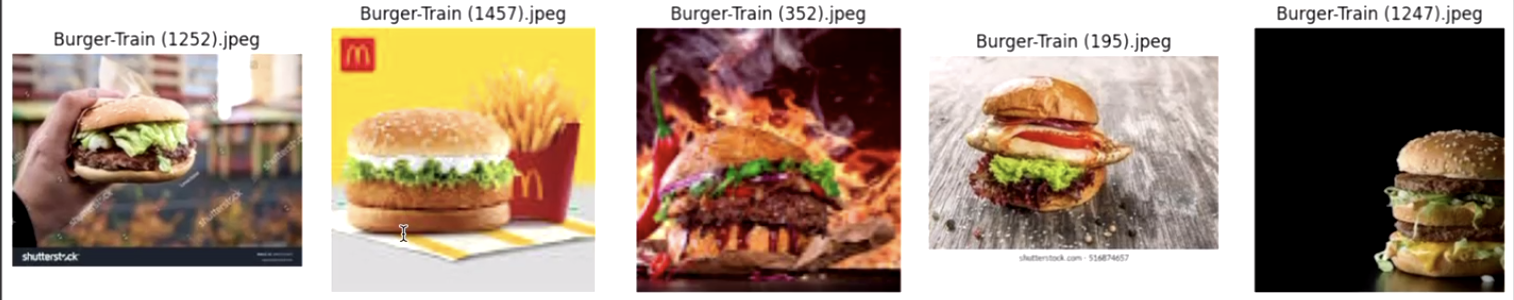 Burger-Train (1252).jpeg
Burger-Train (1457).jpeg
Burger-Train (352).jpeg
Burger-Train (195).jpeg
Burger-Train (1247).jpeg
shutterstock
shutterstock.com · 516874657